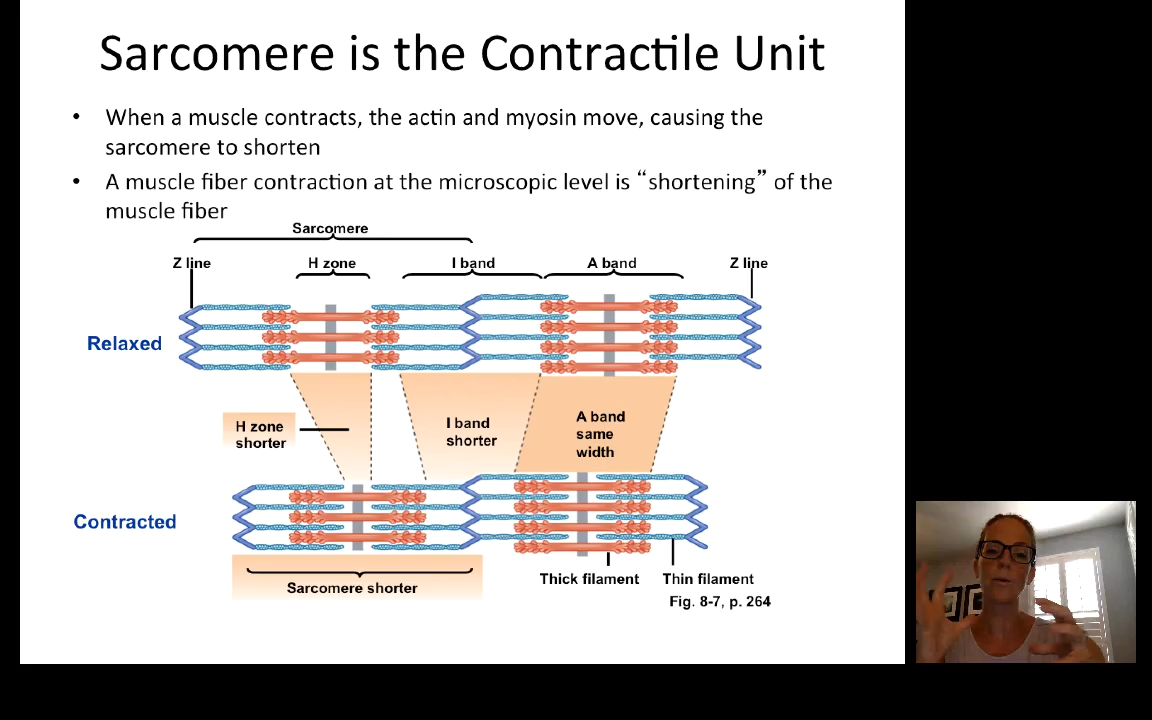 Sarcomere is the Contractile Unit
• When a muscle contracts, the actin and myosin move, causing the
sarcomere to shorten
• A muscle fiber contraction at the microscopic level is “shortening” of the
muscle fiber
Sarcomere
Z line H zone I band A band Z line
Relaxed
H zone
shorter
I band
shorter
A band
same
width
Contracted
Sarcomere shorter
Thick filament Thin filament
Fig. 8-7, p. 264